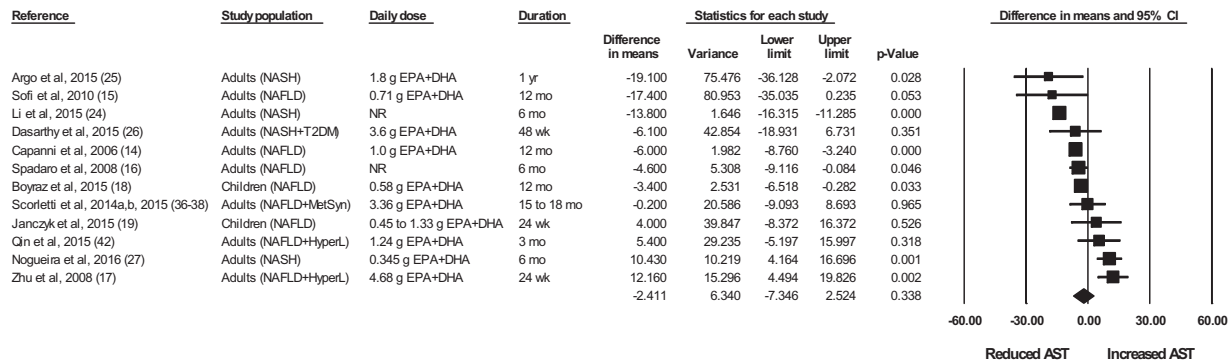 Reference Study population Daily dose Duration Statistics for each study Difference in means and 95% CI
Difference in means Variance Lower limit Upper limit p-Value
Argo et al, 2015 (25) Adults (NASH) 1.8 g EPA+DHA 1 yr -19.100 75.476 -36.128 -2.072 0.028
Sofi et al, 2010 (15) Adults (NAFLD) 0.71 g EPA+DHA 12 mo -17.400 80.953 -35.035 0.235 0.053
Li et al, 2015 (24) Adults (NASH) NR 6 mo -13.800 1.646 -16.315 -11.285 0.000
Dasarthy et al, 2015 (26) Adults (NASH+T2DM) 3.6 g EPA+DHA 48 wk -6.100 42.854 -18.931 6.731 0.351
Capanni et al, 2006 (14) Adults (NAFLD) 1.0 g EPA+DHA 12 mo -6.000 1.982 -8.760 -3.240 0.000
Spadaro et al, 2008 (16) Adults (NAFLD) NR 6 mo -4.600 5.308 -9.116 -0.084 0.046
Boyraz et al, 2015 (18) Children (NAFLD) 0.58 g EPA+DHA 12 mo -3.400 2.531 -6.518 -0.282 0.033
Scorletti et al, 2014a,b, 2015 (36-38) Adults (NAFLD+MetSyn) 3.36 g EPA+DHA 15 to 18 mo -0.200 20.586 -9.093 8.693 0.965
Janczyk et al, 2015 (19) Children (NAFLD) 0.45 to 1.33 g EPA+DHA 24 wk 4.000 39.847 -8.372 16.372 0.526
Qin et al, 2015 (42) Adults (NAFLD+HyperL) 1.24 g EPA+DHA 3 mo 5.400 29.235 -5.197 15.997 0.318
Nogueira et al, 2016 (27) Adults (NASH) 0.345 g EPA+DHA 6 mo 10.430 10.219 4.164 16.696 0.001
Zhu et al, 2008 (17) Adults (NAFLD+HyperL) 4.68 g EPA+DHA 24 wk 12.160 15.296 4.494 19.826 0.002
-2.411 6.340 -7.346 2.524 0.338
-60.00 -30.00 0.00 30.00 60.00
Reduced AST Increased AST